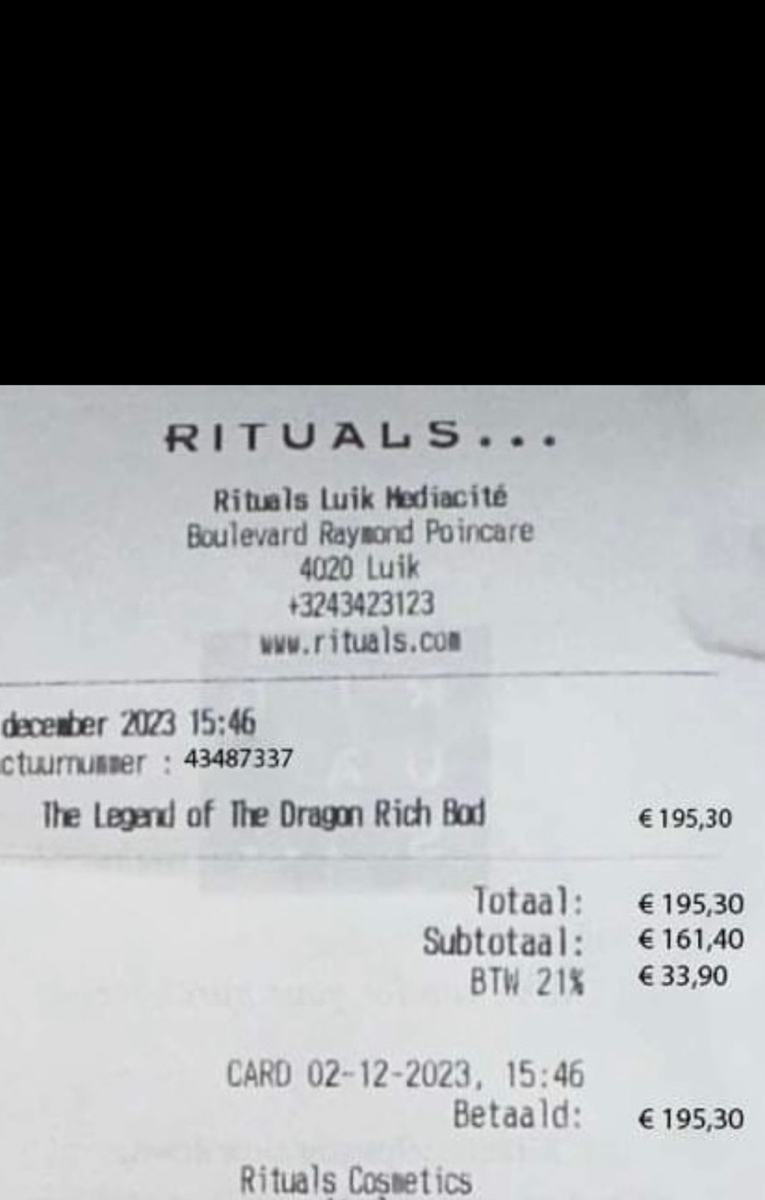 RITUALS...
Rituals Luik Mediacité
Boulevard Raymond Poincare
4020 Luik
+3243423123
www.rituals.com
december 2023 15:46
ctuurnummer : 43487337
The Legend of The Dragon Rich Bod € 195,30
Totaal: € 195,30
Subtotaal: € 161,40
BTW 21% € 33,90
CARD 02-12-2023, 15:46
Betaald: € 195,30
Rituals Cosmetics